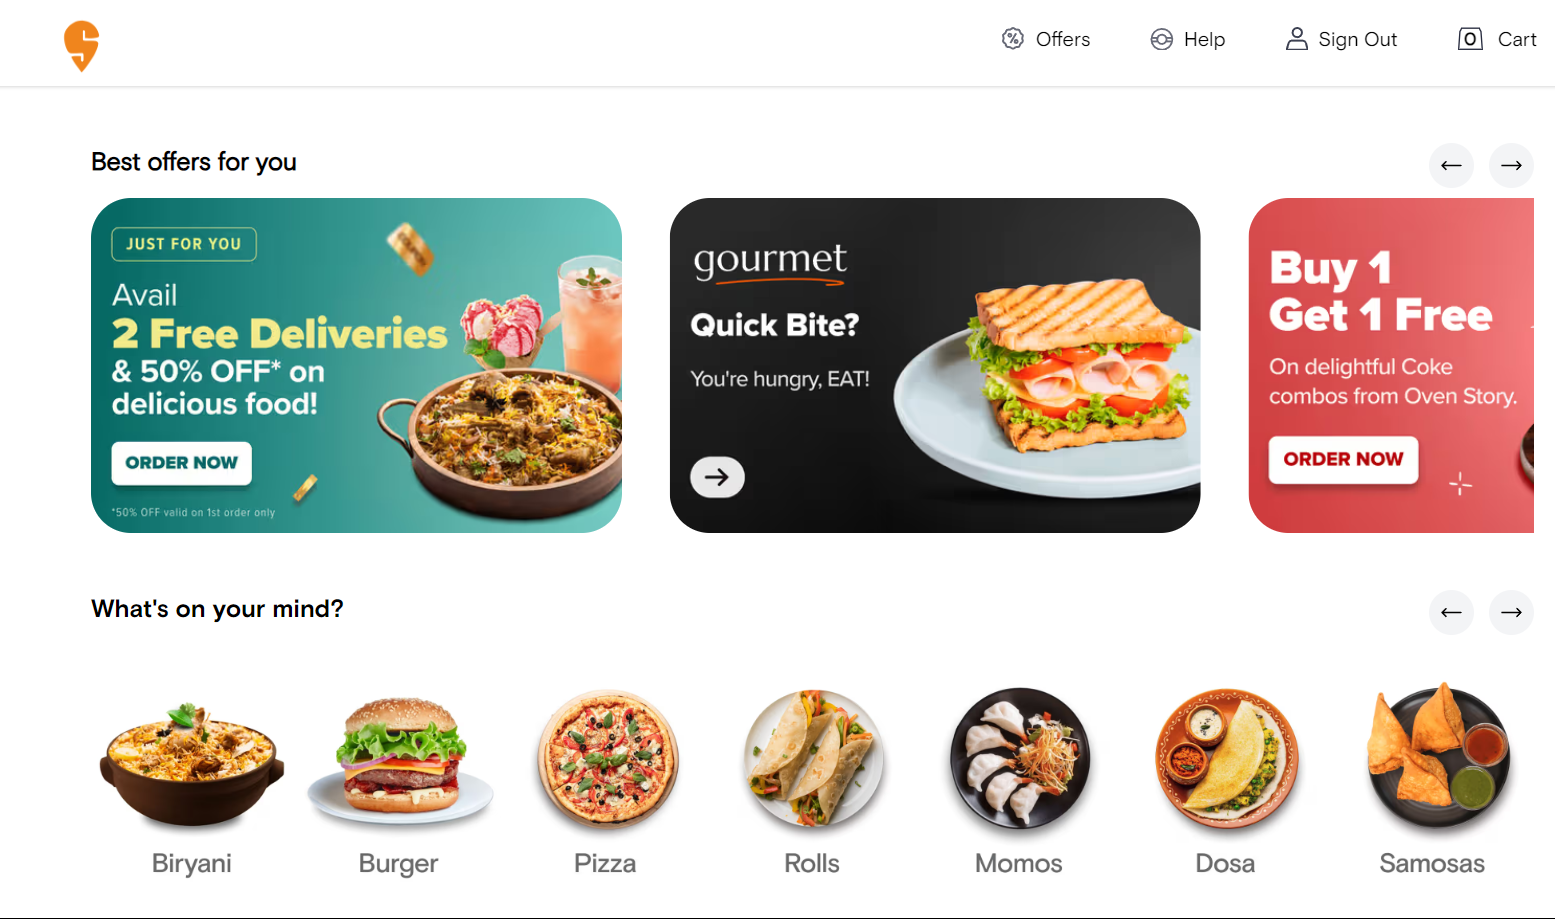 Offers
Help
Sign Out
0
Cart
Best offers for you
JUST FOR YOU
Avail
2 Free Deliveries
& 50% OFF* on
delicious food!
ORDER NOW
*50% OFF valid on 1st order only
gourmet
Quick Bite?
You're hungry, EAT!
Buy 1
Get 1 Free
On delightful Coke
combos from Oven Story.
ORDER NOW
What's on your mind?
Biryani
Burger
Pizza
Rolls
Momos
Dosa
Samosas